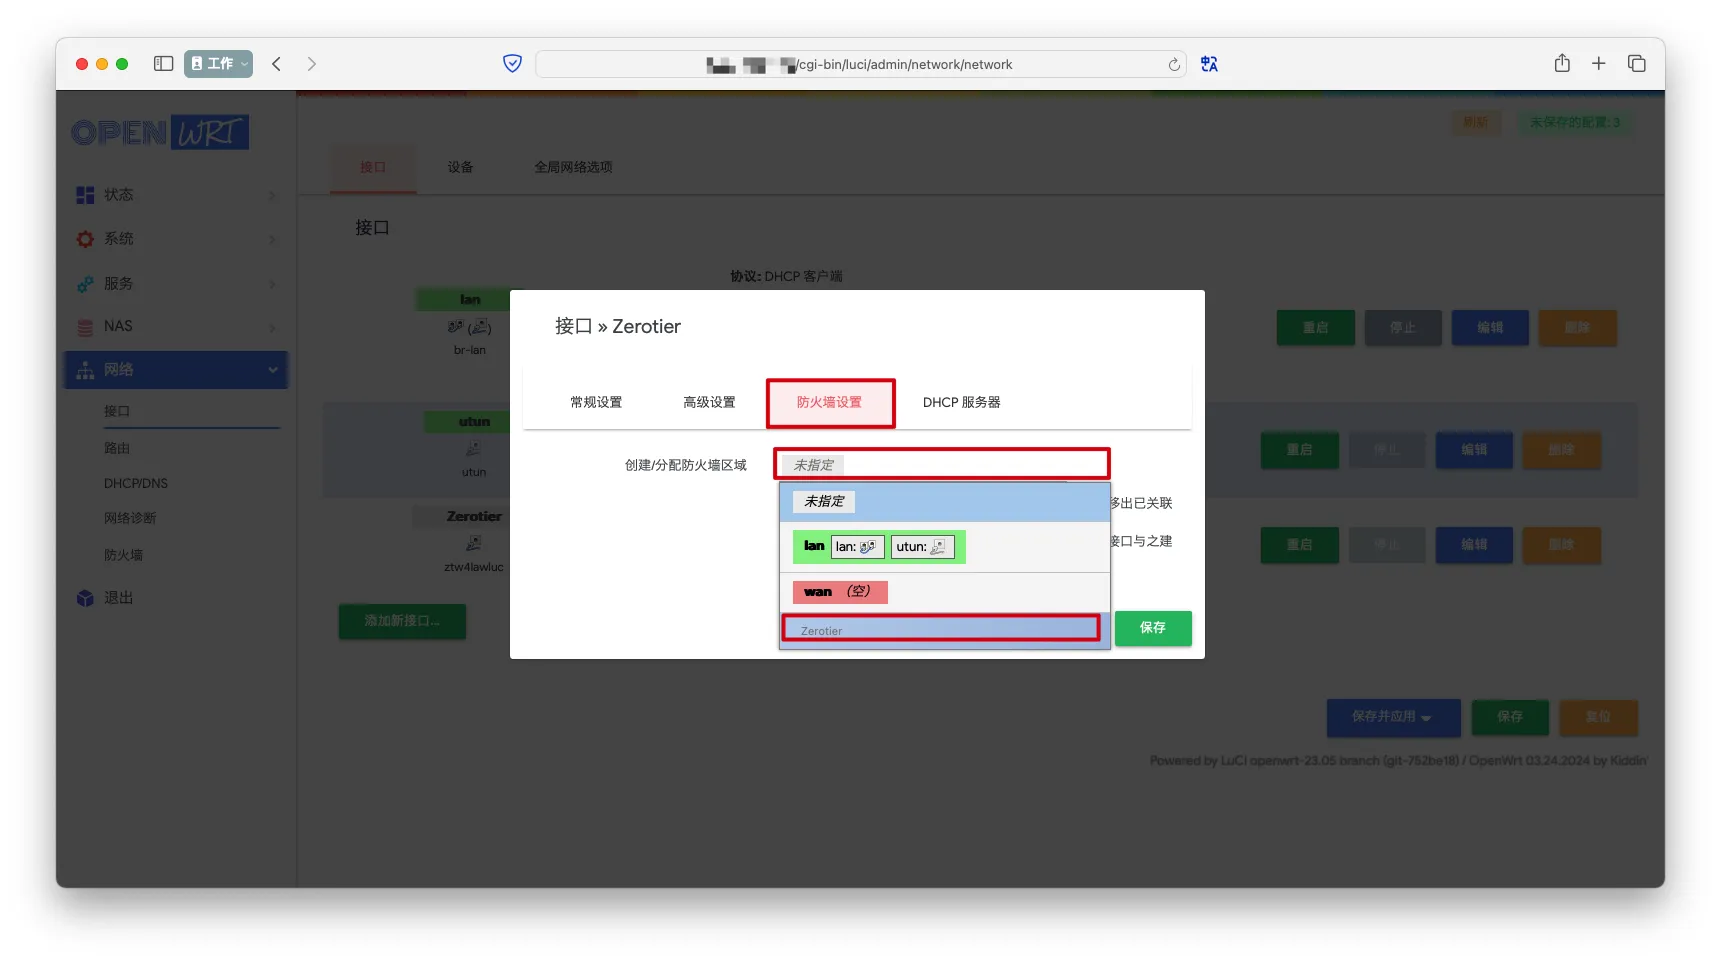 工作
/cgi-bin/luci/admin/network/network
OPENWRT
刷新
未保存的配置: 3
接口
设备
全局网络选项
状态
系统
服务
NAS
网络
接口
路由
DHCP/DNS
网络诊断
防火墙
退出
接口
协议: DHCP 客户端
lan
br-lan
重启
停止
编辑
删除
utun
utun
重启
停止
编辑
删除
Zerotier
ztw4lawluc
重启
停止
编辑
删除
添加新接口...
接口 » Zerotier
常规设置
高级设置
防火墙设置
DHCP 服务器
创建/分配防火墙区域
未指定
未指定
lan lan: utun:
wan （空）
Zerotier
移出已关联
接口与之建
保存
保存并应用
保存
复位
Powered by LuCI openwrt-23.05 branch (git-752be18) / OpenWrt 03.24.2024 by Kiddin'